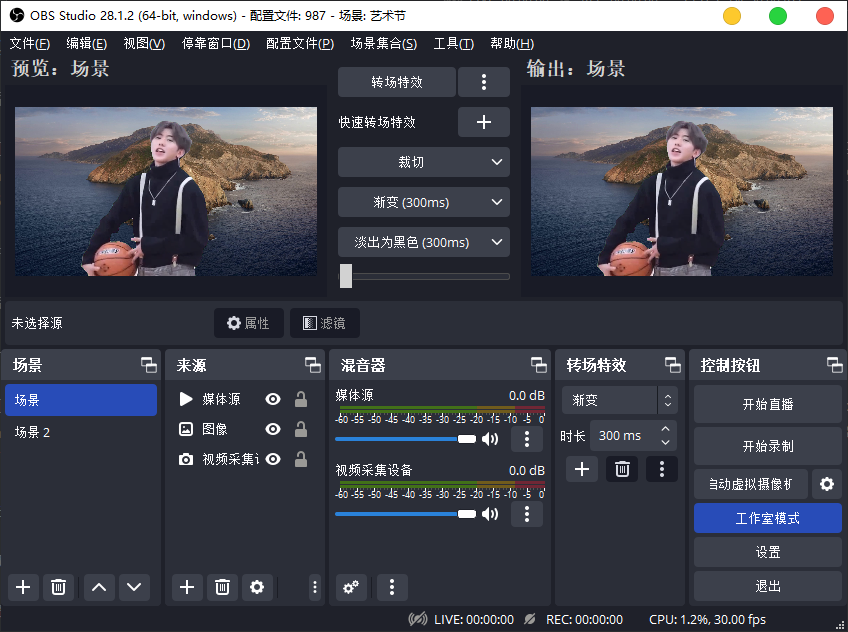 OBS Studio 28.1.2 (64-bit, windows) - 配置文件: 987 - 场景: 艺术节
文件(F) 编辑(E) 视图(V) 停靠窗口(D) 配置文件(P) 场景集合(S) 工具(T) 帮助(H)
预览：场景
转场特效
输出：场景
快速转场特效
裁切
渐变 (300ms)
淡出为黑色 (300ms)
未选择源
属性
滤镜
场景
场景
场景 2
来源
媒体源
图像
视频采集
混音器
媒体源 0.0 dB
-60 -55 -50 -45 -40 -35 -30 -25 -20 -15 -10 -5 0
视频采集设备 0.0 dB
-60 -55 -50 -45 -40 -35 -30 -25 -20 -15 -10 -5 0
转场特效
渐变
时长 300 ms
控制按钮
开始直播
开始录制
自动虚拟摄像机
工作室模式
设置
退出
LIVE: 00:00:00 REC: 00:00:00 CPU: 1.2%, 30.00 fps